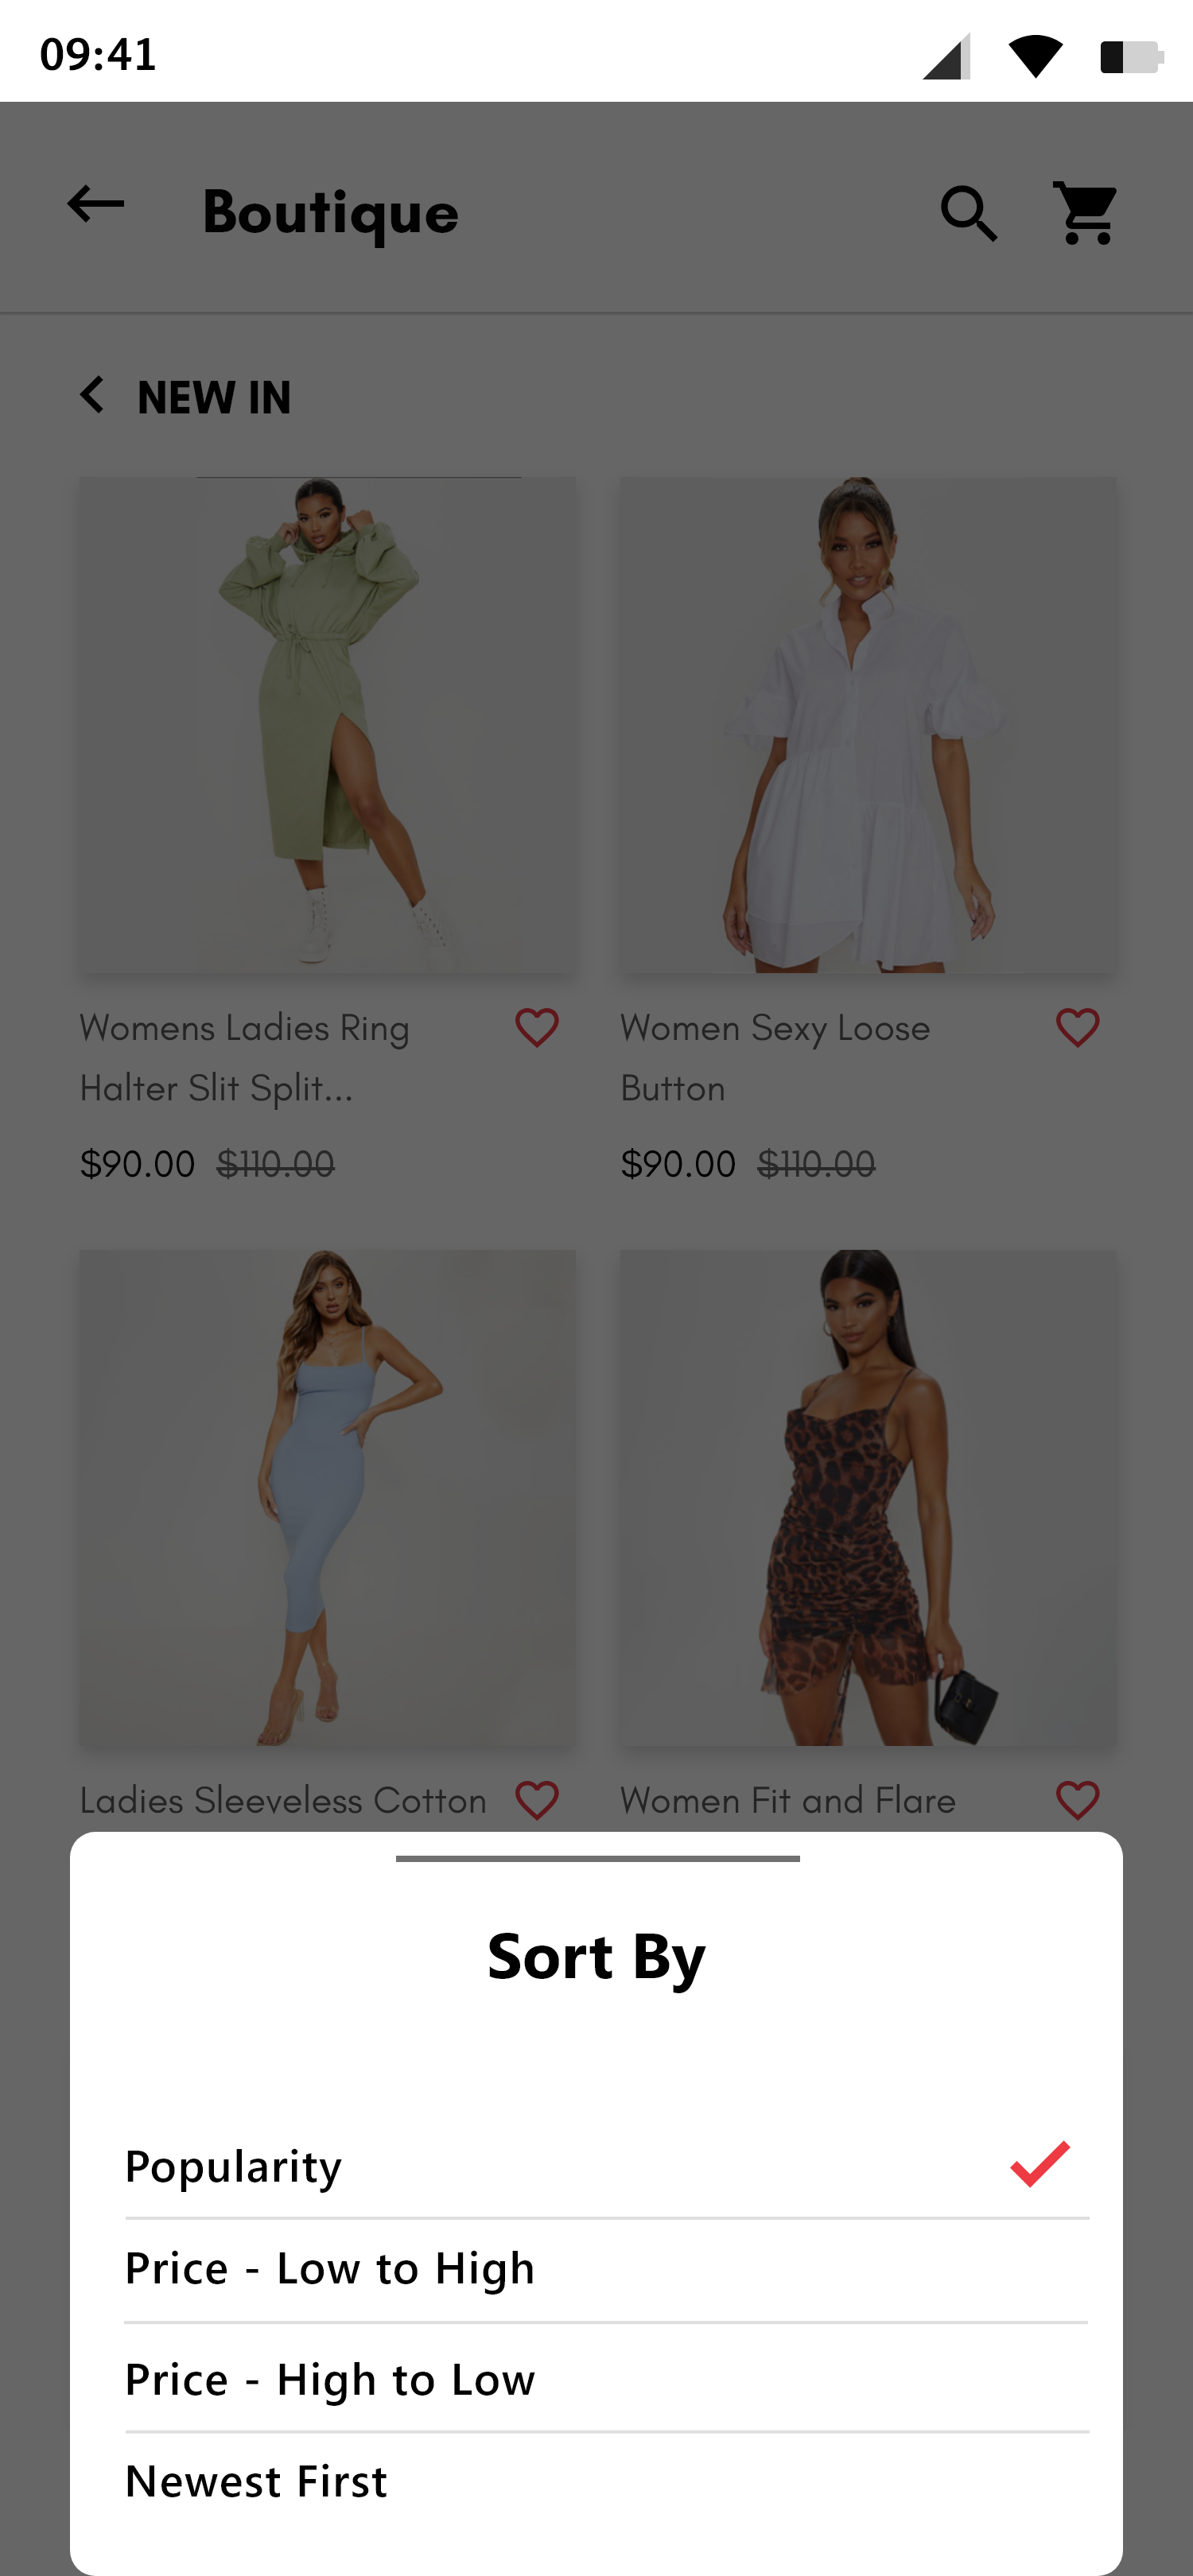 09:41
Boutique
NEW IN
Womens Ladies Ring
Halter Slit Split...
$90.00 $110.00
Women Sexy Loose
Button
$90.00 $110.00
Ladies Sleeveless Cotton
Women Fit and Flare
Sort By
Popularity
Price - Low to High
Price - High to Low
Newest First